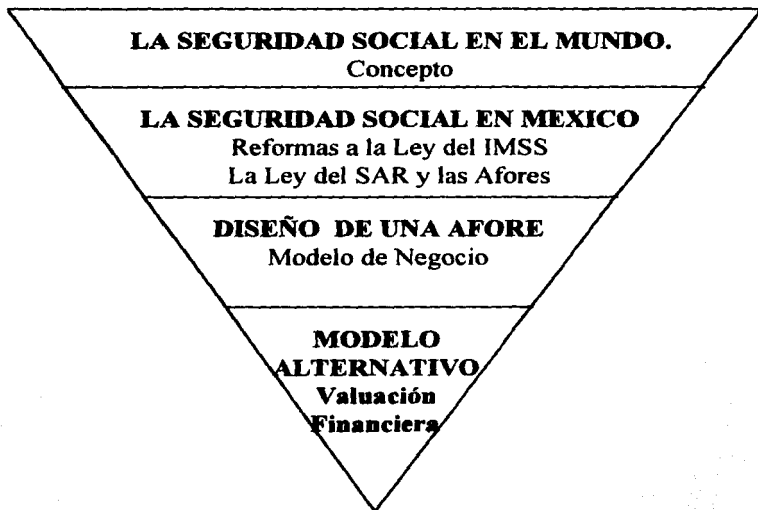 LA SEGURIDAD SOCIAL EN EL MUNDO.
Concepto
LA SEGURIDAD SOCIAL EN MEXICO
Reformas a la Ley del IMSS
La Ley del SAR y las Afores
DISEÑO DE UNA AFORE
Modelo de Negocio
MODELO
ALTERNATIVO
Valuación
Financiera